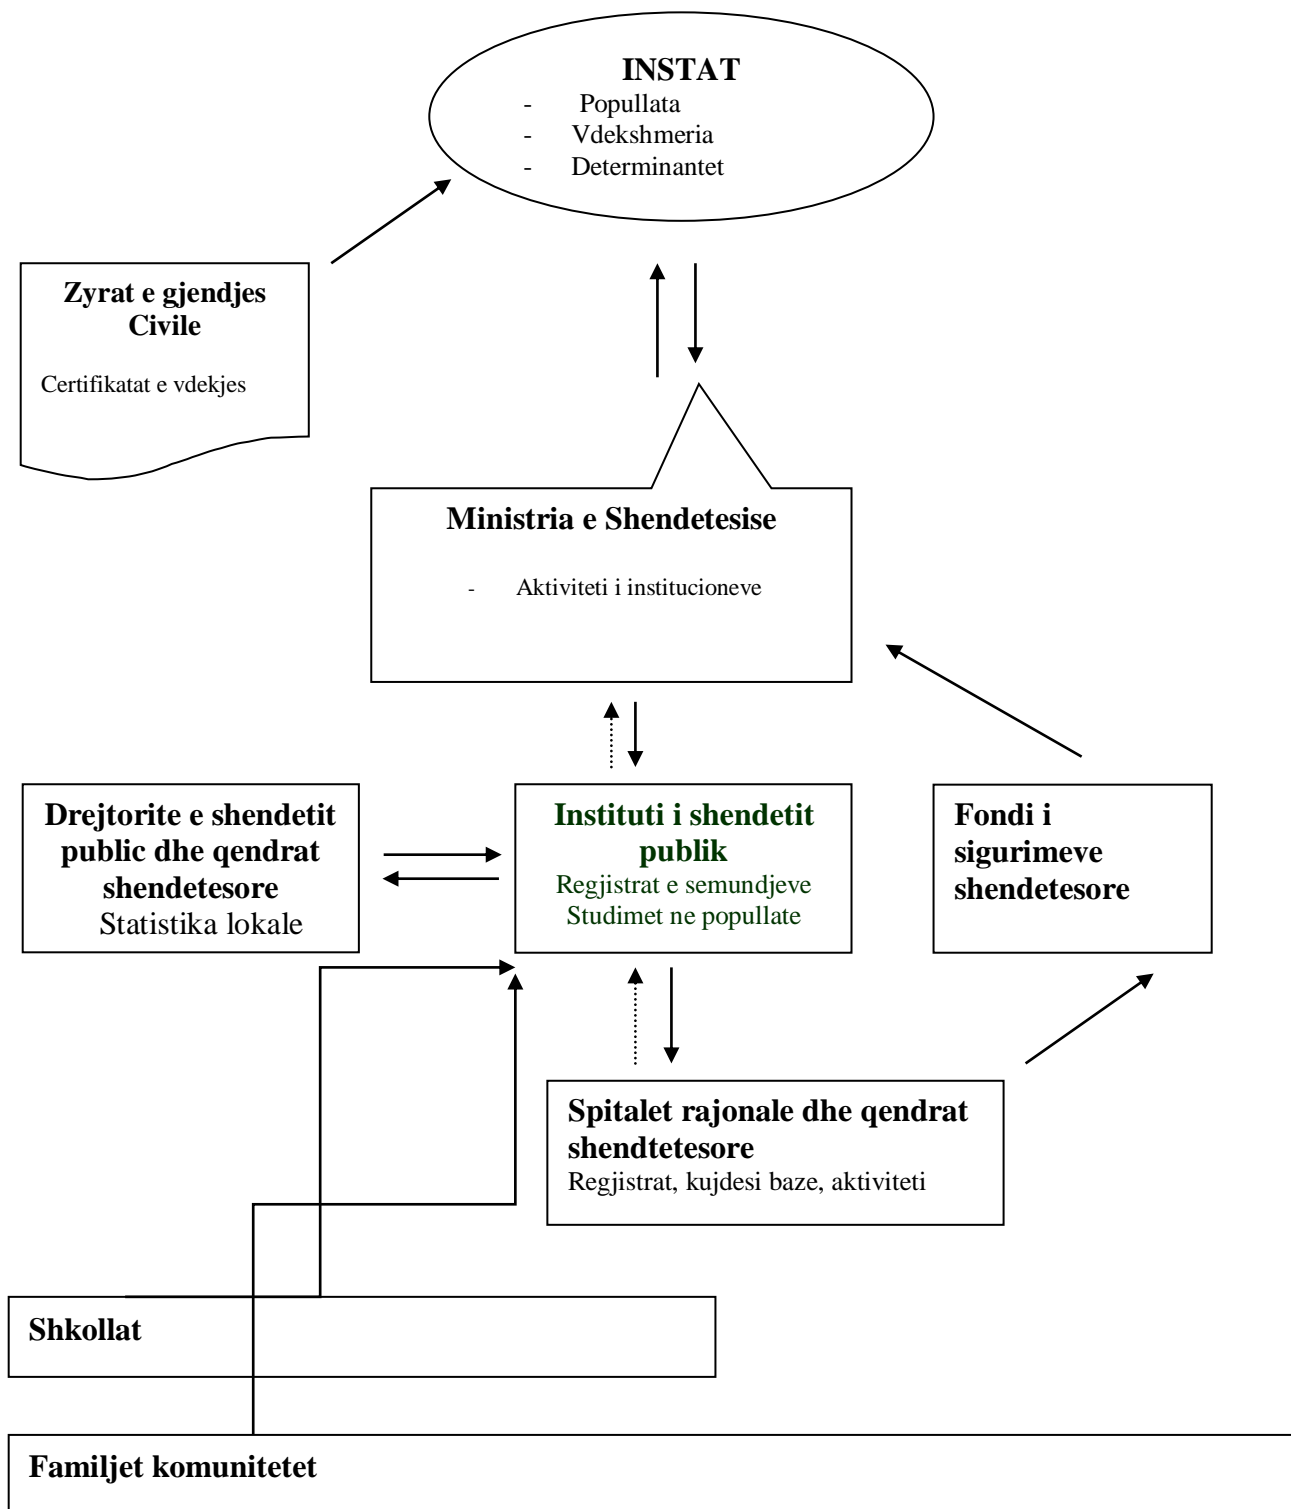 INSTAT
- Popullata
- Vdekshmeria
- Determinantet
Zyrat e gjendjes
Civile
Certifikatat e vdekjes
Ministria e Shendetesise
- Aktiviteti i institucioneve
Drejtorite e shendetit
public dhe qendrat
shendetesore
Statistika lokale
Instituti i shendetit
publik
Regjistrat e semundjeve
Studimet ne popullate
Fondi i
sigurimeve
shendetesore
Spitalet rajonale dhe qendrat
shendtetesore
Regjistrat, kujdesi baze, aktiviteti
Shkollat
Familjet komunitetet